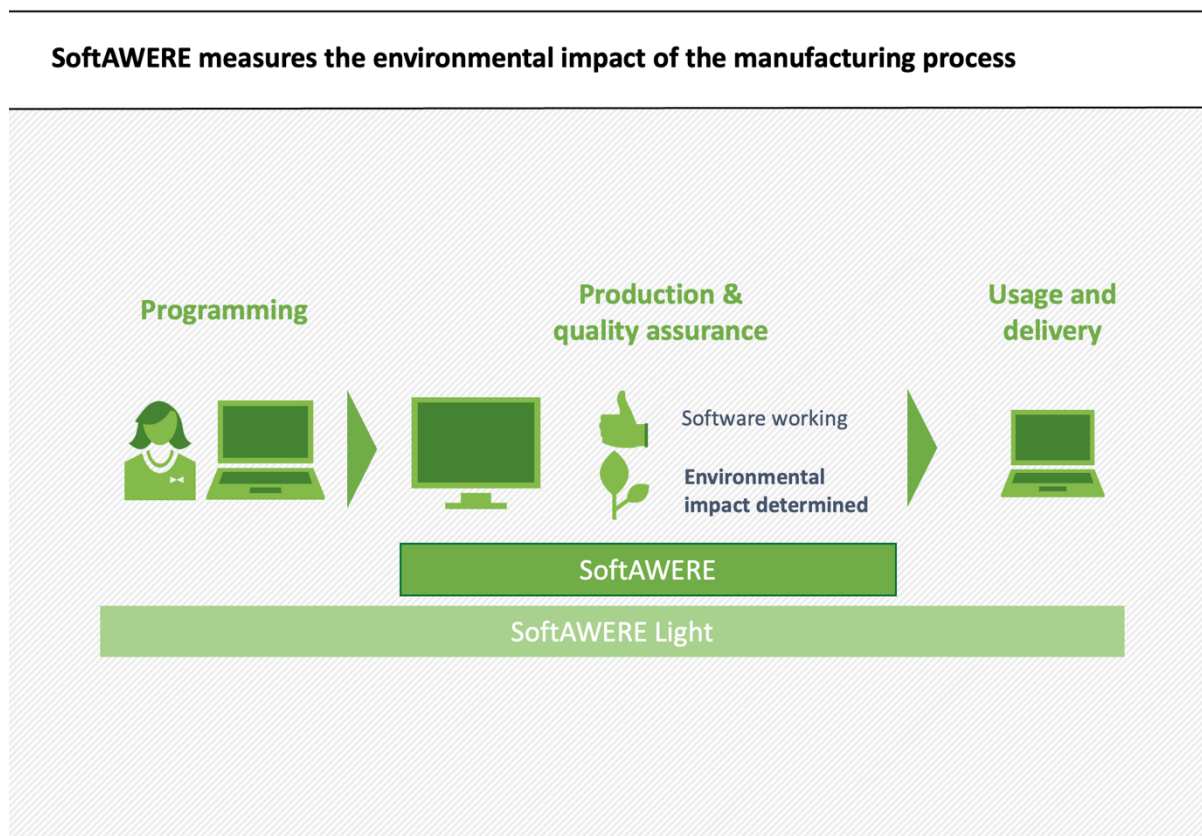 SoftAWERE measures the environmental impact of the manufacturing process
Programming
Production &
quality assurance
Usage and
delivery
Software working
Environmental
impact determined
SoftAWERE
SoftAWERE Light